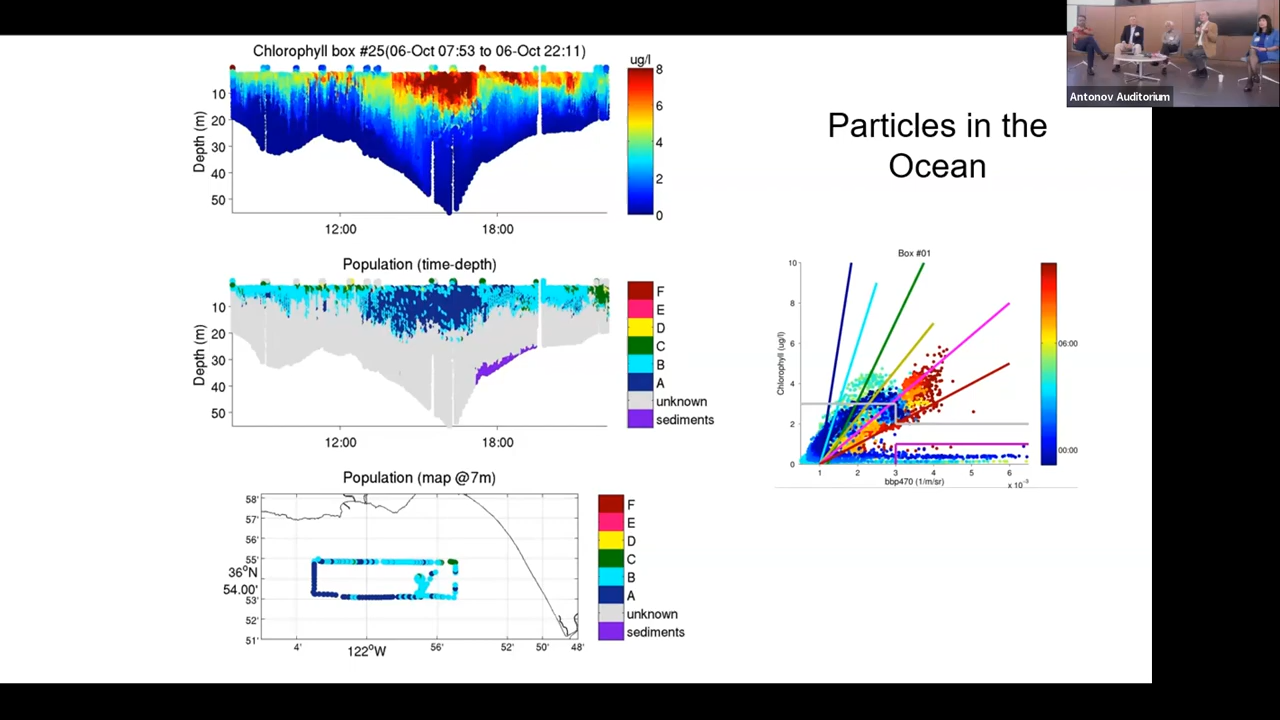 Chlorophyll box #25(06-Oct 07:53 to 06-Oct 22:11)
ug/l
8
6
4
2
0
Depth (m)
10
20
30
40
50
12:00
18:00
Antonov Auditorium
Particles in the
Ocean
Population (time-depth)
Depth (m)
10
20
30
40
50
12:00
18:00
F
E
D
C
B
A
unknown
sediments
Box #01
Chlorophyll (ug/l)
10
8
6
4
2
0
1
2
3
4
5
6
bbp470 (1/m/sr)
x 10⁻³
06:00
00:00
Population (map @7m)
58'
57'
56'
55'
36°N
54.00'
53'
52'
51'
4'
122°W
56'
52'
50'
48'
F
E
D
C
B
A
unknown
sediments